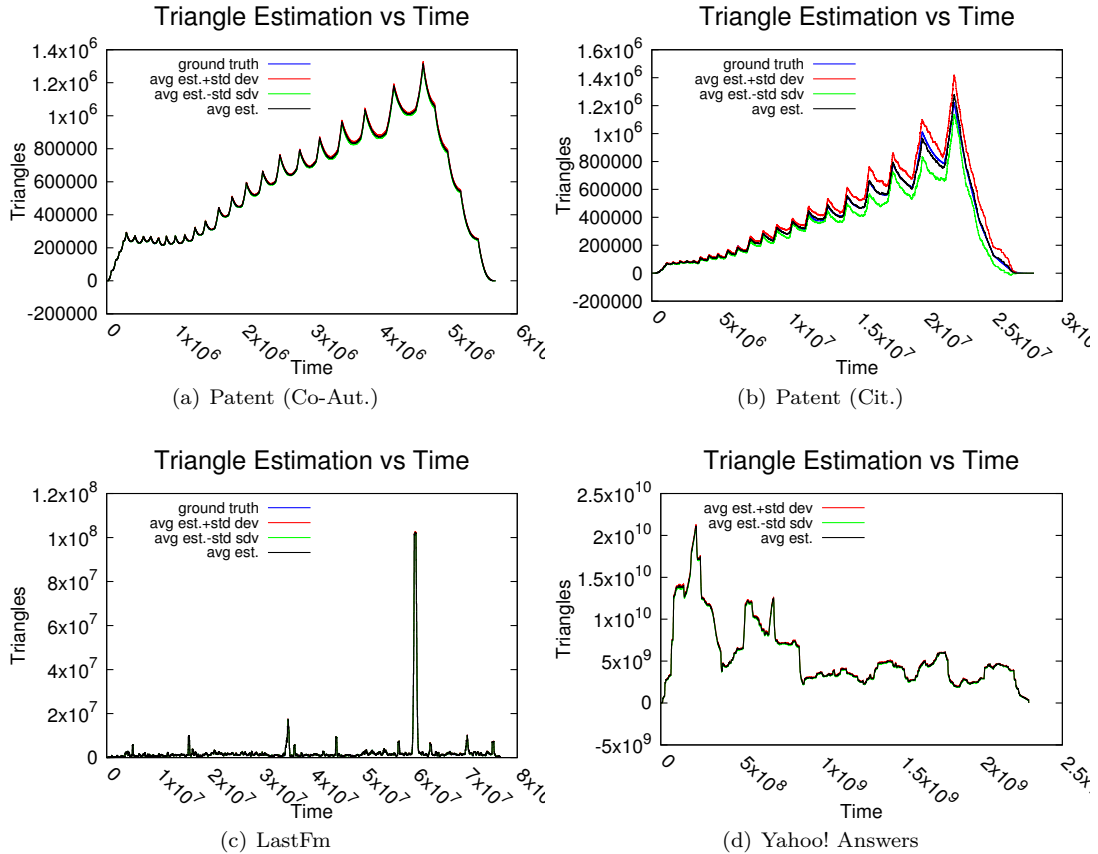 Triangle Estimation vs Time
1.4x10^6
1.2x10^6
1x10^6
800000
600000
400000
200000
0
-200000
Triangles
ground truth
avg est.+std dev
avg est.-std sdv
avg est.
0
1x10^6
2x10^6
3x10^6
4x10^6
5x10^6
Time
(a) Patent (Co-Aut.)
Triangle Estimation vs Time
1.6x10^6
1.4x10^6
1.2x10^6
1x10^6
800000
600000
400000
200000
0
-200000
Triangles
ground truth
avg est.+std dev
avg est.-std sdv
avg est.
0
5x10^6
1x10^7
1.5x10^7
2x10^7
2.5x10^7
Time
(b) Patent (Cit.)
Triangle Estimation vs Time
1.2x10^8
1x10^8
8x10^7
6x10^7
4x10^7
2x10^7
0
Triangles
ground truth
avg est.+std dev
avg est.-std sdv
avg est.
0
1x10^7
2x10^7
3x10^7
4x10^7
5x10^7
6x10^7
7x10^7
Time
(c) LastFm
Triangle Estimation vs Time
2.5x10^10
2x10^10
1.5x10^10
1x10^10
5x10^9
0
-5x10^9
Triangles
avg est.+std dev
avg est.-std sdv
avg est.
0
5x10^8
1x10^9
1.5x10^9
2x10^9
Time
(d) Yahoo! Answers